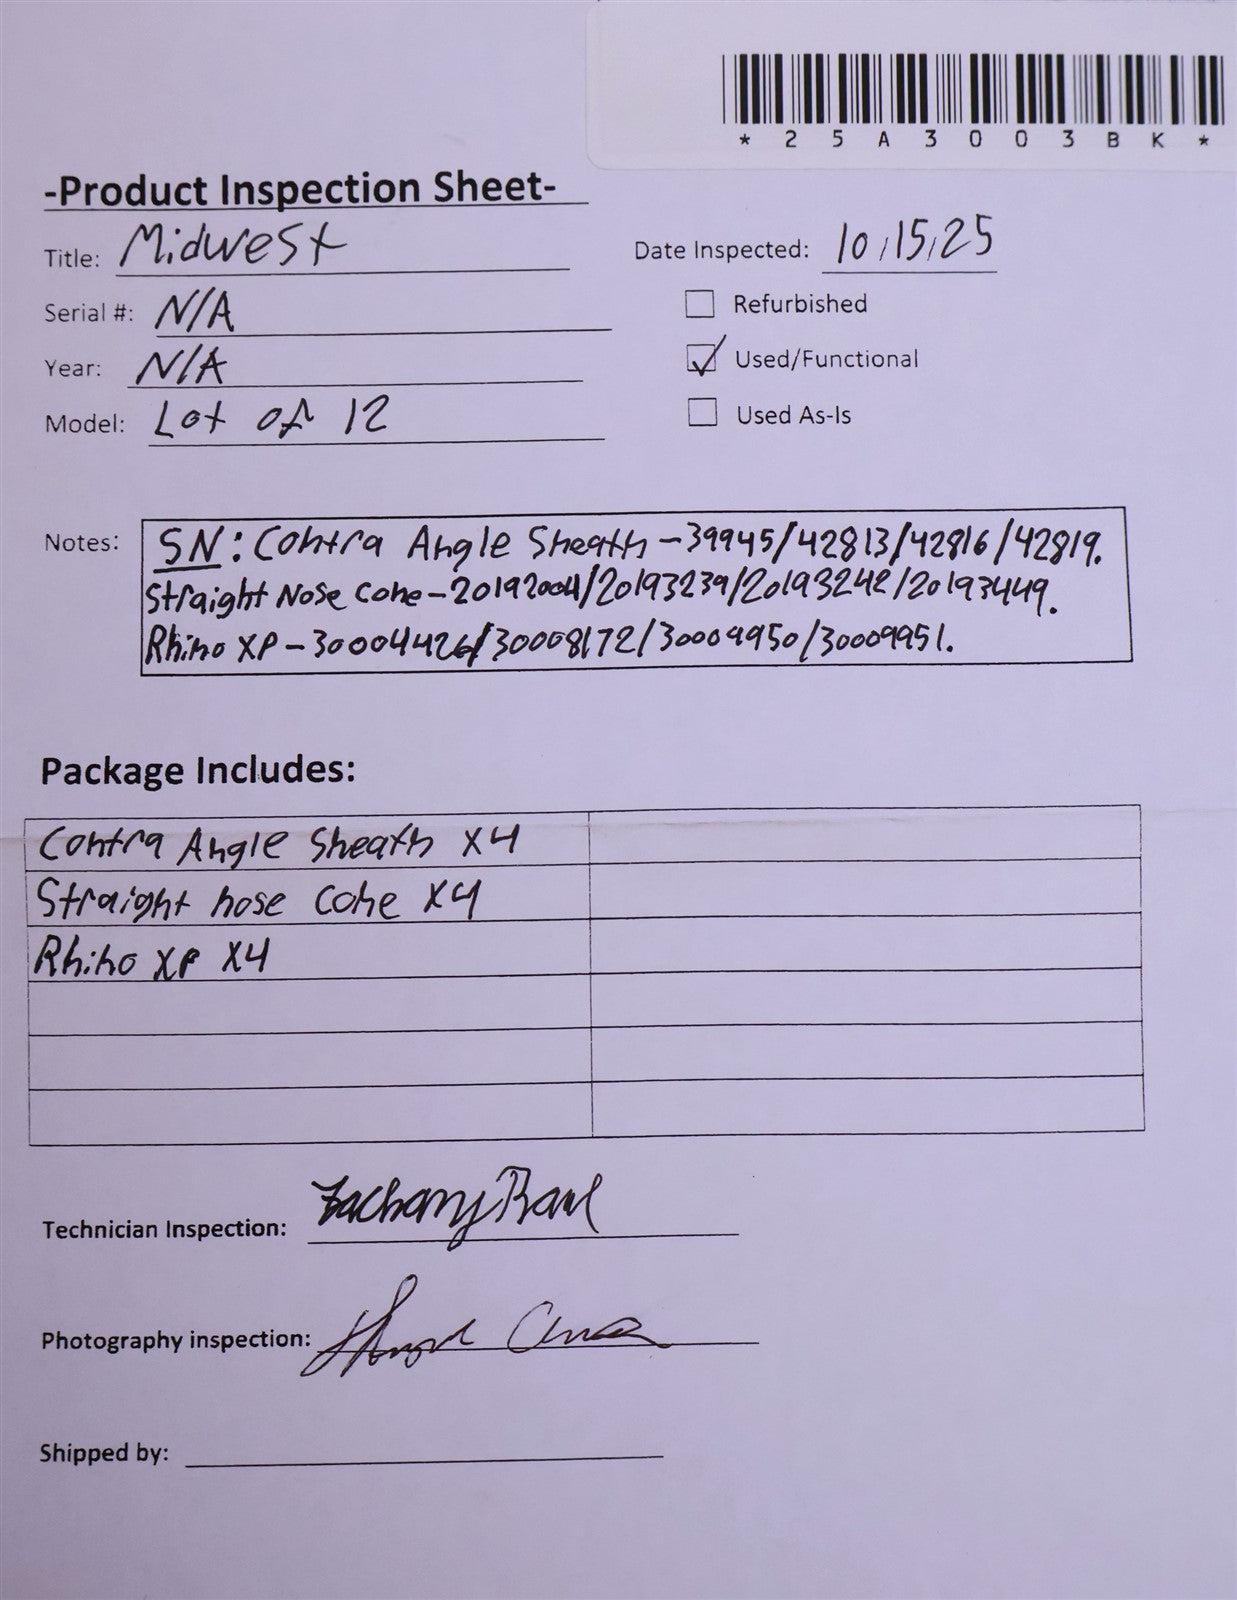 *25A3003BK*
-Product Inspection Sheet-
Title: Midwest
Date Inspected: 10/15/25
Serial #: N/A
Refurbished
Year: N/A
Used/Functional
Model: Lot of 12
Used As-Is
Notes: SN: Contra Angle Sheath - 39945/42813/42816/42819.
Straight Nose Cone - 20192004/20193239/20193242/20193449.
Rhino XP - 30004426/30008172/30009950/30009951.
Package Includes:
Contra Angle Sheath X4
Straight nose cone X4
Rhino XP X4
Technician Inspection: Zachary
Photography inspection:
Shipped by: